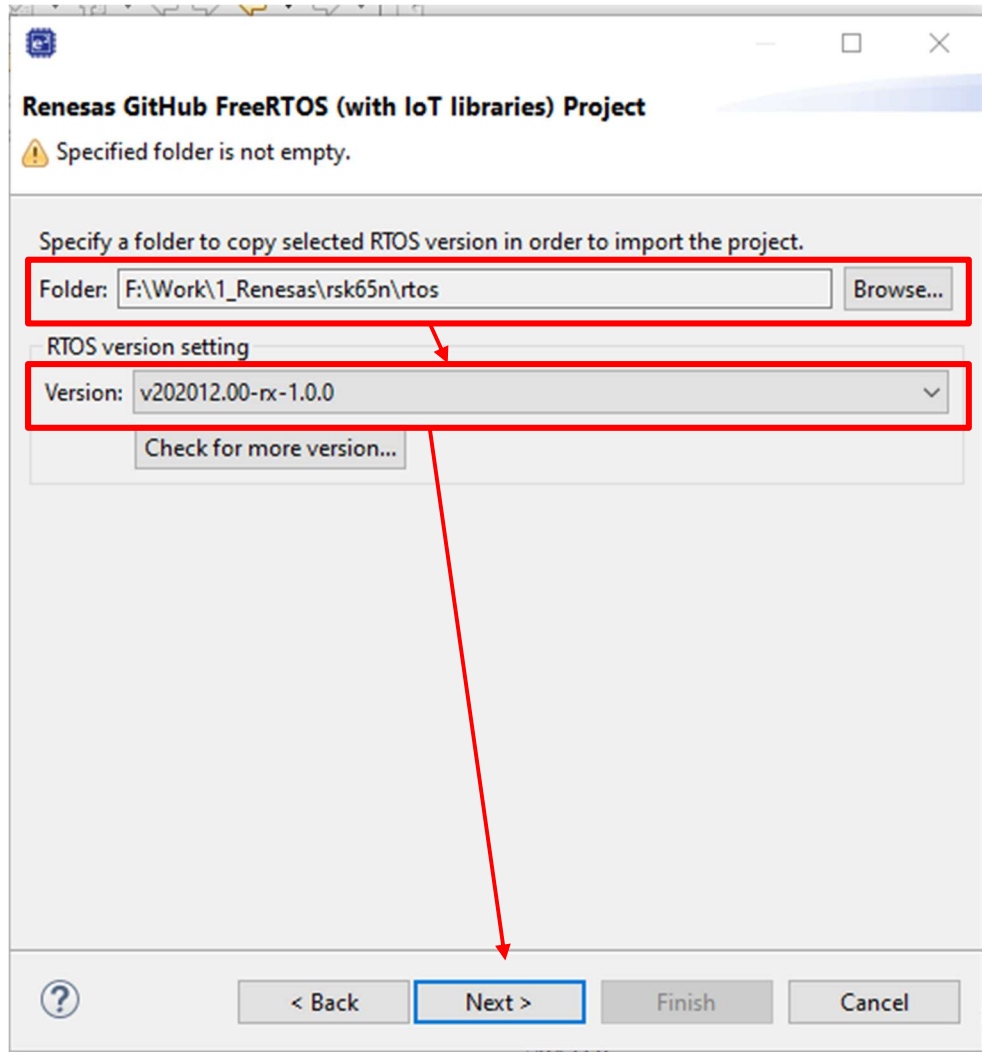 Renesas GitHub FreeRTOS (with IoT libraries) Project
Specified folder is not empty.
Specify a folder to copy selected RTOS version in order to import the project.
Folder: F:\Work\1_Renesas\rsk65n\rtos Browse...
RTOS version setting
Version: v202012.00-rx-1.0.0
Check for more version...
< Back Next > Finish Cancel